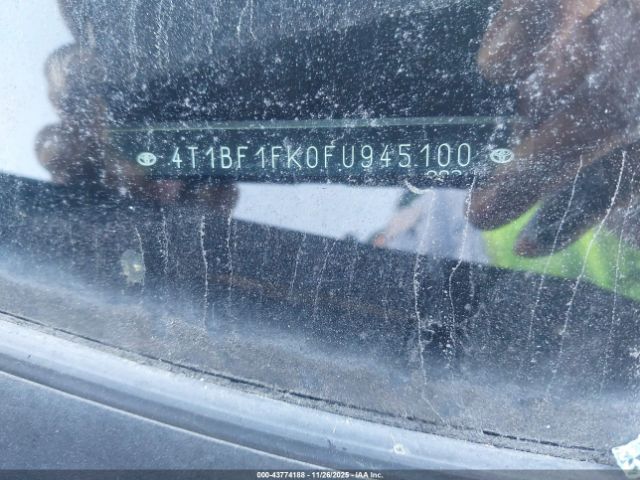 4T1BF1FK0FU945100
000-43774188 - 11/26/2025 - IAA Inc.